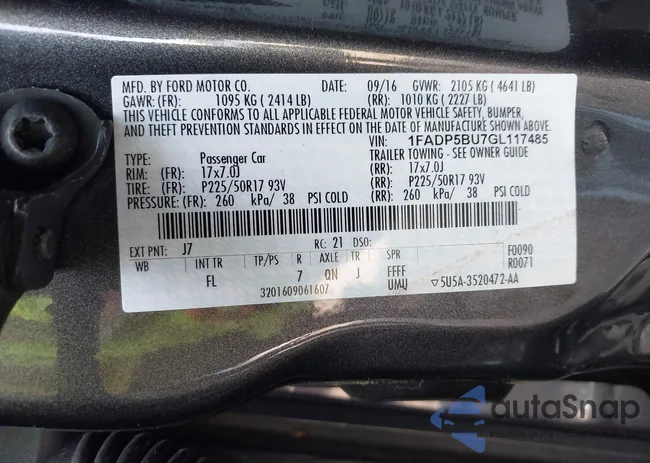 MFD. BY FORD MOTOR CO. DATE: 09/16 GVWR: 2105 KG ( 4641 LB)
GAWR:(FR): 1095 KG ( 2414 LB) (RR): 1010 KG ( 2227 LB)
THIS VEHICLE CONFORMS TO ALL APPLICABLE FEDERAL MOTOR VEHICLE SAFETY, BUMPER,
AND THEFT PREVENTION STANDARDS IN EFFECT ON THE DATE OF MANUFACTURE SHOWN ABOVE.
VIN: 1FADP5BU7GL117485
TYPE: Passenger Car TRAILER TOWING - SEE OWNER GUIDE
RIM: (FR): 17x7.0J (RR): 17x7.0J
TIRE: (FR): P225/50R17 93V (RR): P225/50R17 93V
PRESSURE: (FR): 260 kPa/ 38 PSI COLD (RR): 260 kPa/ 38 PSI COLD
EXT PNT: J7 RC: 21 DSO: F0090
WB INT TR TP/PS R AXLE TR SPR R0071
FL 7 QN J FFFF
3201609061607 UMU ▽5U5A-3520472-AA
autoSnap